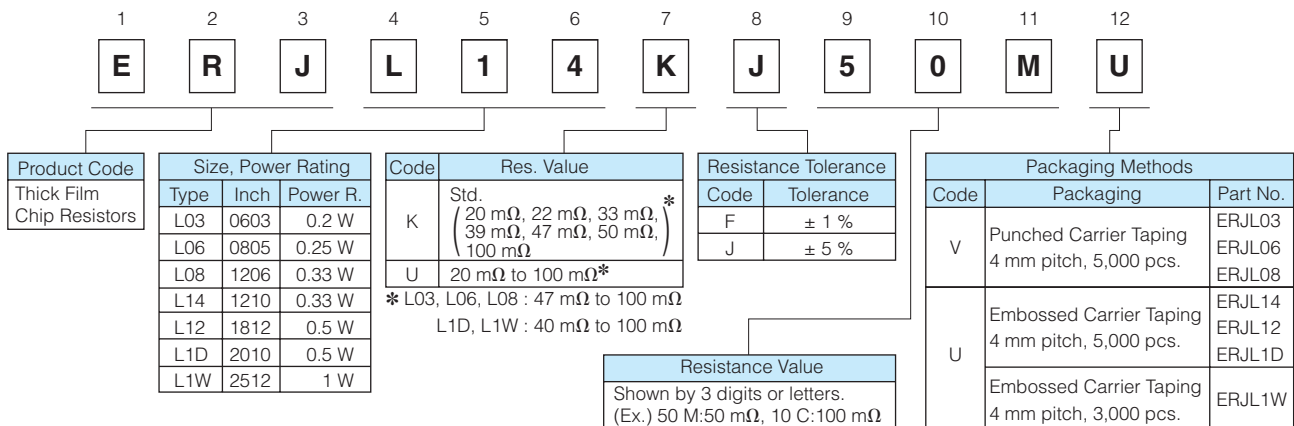 1 2 3 4 5 6 7 8 9 10 11 12
E R J L 1 4 K J 5 0 M U
Product Code
Thick Film
Chip Resistors
Size, Power Rating
Type Inch Power R.
L03 0603 0.2 W
L06 0805 0.25 W
L08 1206 0.33 W
L14 1210 0.33 W
L12 1812 0.5 W
L1D 2010 0.5 W
L1W 2512 1 W
Code Res. Value
K Std.
(20 mΩ, 22 mΩ, 33 mΩ,
39 mΩ, 47 mΩ, 50 mΩ,
100 mΩ)*
U 20 mΩ to 100 mΩ*
* L03, L06, L08 : 47 mΩ to 100 mΩ
L1D, L1W : 40 mΩ to 100 mΩ
Resistance Tolerance
Code Tolerance
F ± 1 %
J ± 5 %
Resistance Value
Shown by 3 digits or letters.
(Ex.) 50 M:50 mΩ, 10 C:100 mΩ
Packaging Methods
Code Packaging Part No.
V
Punched Carrier Taping
4 mm pitch, 5,000 pcs.
ERJL03
ERJL06
ERJL08
U
Embossed Carrier Taping
4 mm pitch, 5,000 pcs.
ERJL14
ERJL12
ERJL1D
Embossed Carrier Taping
4 mm pitch, 3,000 pcs.
ERJL1W